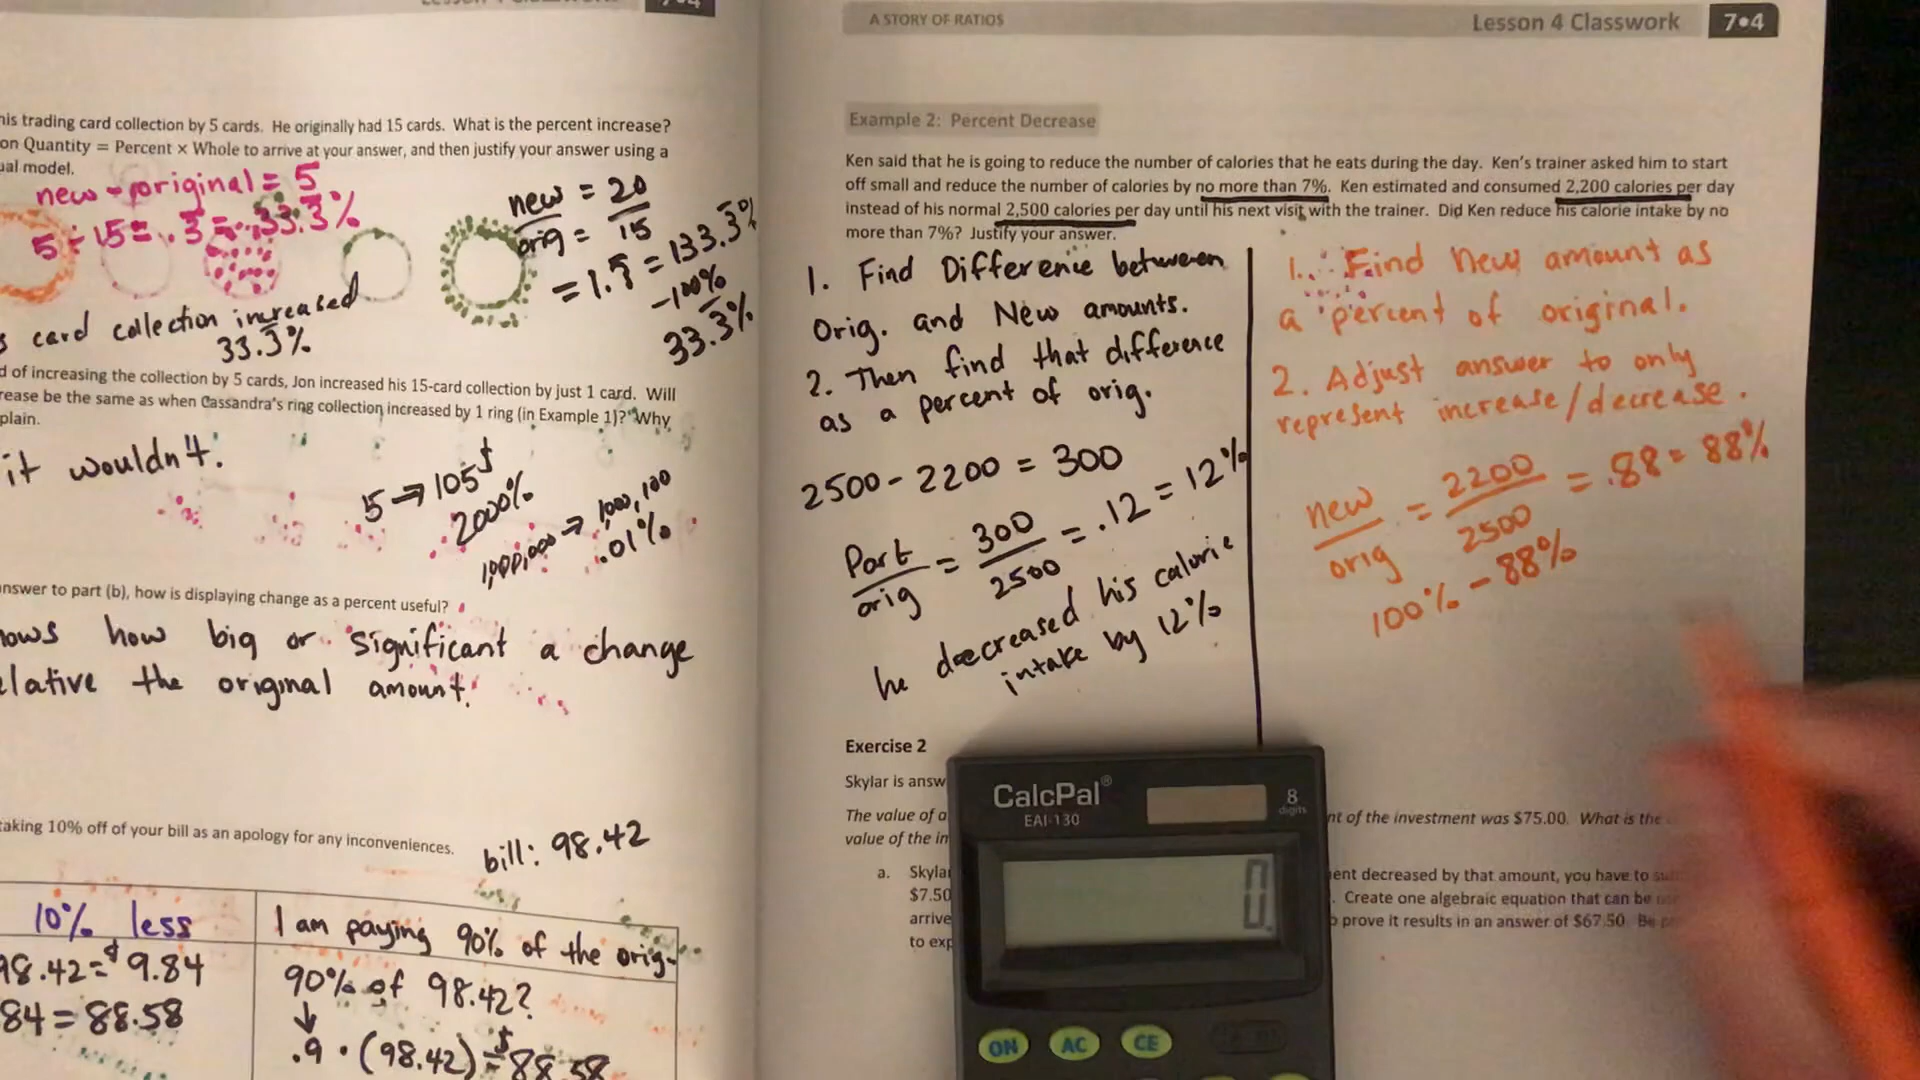 Lesson 4 Classwork 7•4
his trading card collection by 5 cards. He originally had 15 cards. What is the percent increase?
on Quantity = Percent × Whole to arrive at your answer, and then justify your answer using a
ual model.
new - original = 5
5 ÷ 15 = .3̄ = 33.3̄%
new = 20
orig = 15
= 1.3̄ = 133.3̄%
-100%
33.3̄%
s card collection increased
33.3̄%
d of increasing the collection by 5 cards, Jon increased his 15-card collection by just 1 card. Will
rease be the same as when Cassandra's ring collection increased by 1 ring (in Example 1)? Why
plain.
it wouldn't.
5 → 105
2000%
1,000,000 → 1,000,100
.01%
nswer to part (b), how is displaying change as a percent useful?
hows how big or significant a change
elative the original amount.
taking 10% off of your bill as an apology for any inconveniences.
bill: 98.42
10% less
I am paying 90% of the orig.
98.42 = $9.84
84 = 88.58
90% of 98.42?
.9 · (98.42) = $88.58
A STORY OF RATIOS
Lesson 4 Classwork 7•4
Example 2: Percent Decrease
Ken said that he is going to reduce the number of calories that he eats during the day. Ken's trainer asked him to start
off small and reduce the number of calories by no more than 7%. Ken estimated and consumed 2,200 calories per day
instead of his normal 2,500 calories per day until his next visit with the trainer. Did Ken reduce his calorie intake by no
more than 7%? Justify your answer.
1. Find Difference between
Orig. and New amounts.
2. Then find that difference
as a percent of orig.
2500 - 2200 = 300
Part/orig = 300/2500 = .12 = 12%
he decreased his calorie
intake by 12%
1. Find New amount as
a percent of original.
2. Adjust answer to only
represent increase/decrease.
new/orig = 2200/2500 = .88 = 88%
100% - 88%
Exercise 2
Skylar is answ
The value of a
nt of the investment was $75.00. What is the
value of the in
a. Skylar
ent decreased by that amount, you have to
$7.50
. Create one algebraic equation that can be
arrive
o prove it results in an answer of $67.50. Be
to exp
CalcPal®
EAI-130
8
digits
0.
ON
AC
CE